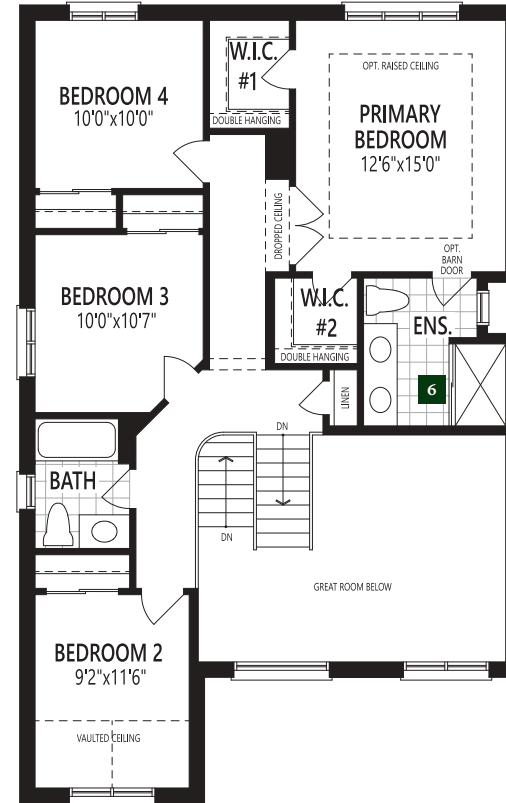 W.I.C.
#1
DOUBLE HANGING
BEDROOM 4
10'0"x10'0"
OPT. RAISED CEILING
PRIMARY
BEDROOM
12'6"x15'0"
DROPPED CEILING
OPT.
BARN
DOOR
BEDROOM 3
10'0"x10'7"
W.I.C.
#2
DOUBLE HANGING
ENS.
6
LINEN
DN
BATH
DN
GREAT ROOM BELOW
BEDROOM 2
9'2"x11'6"
VAULTED CEILING